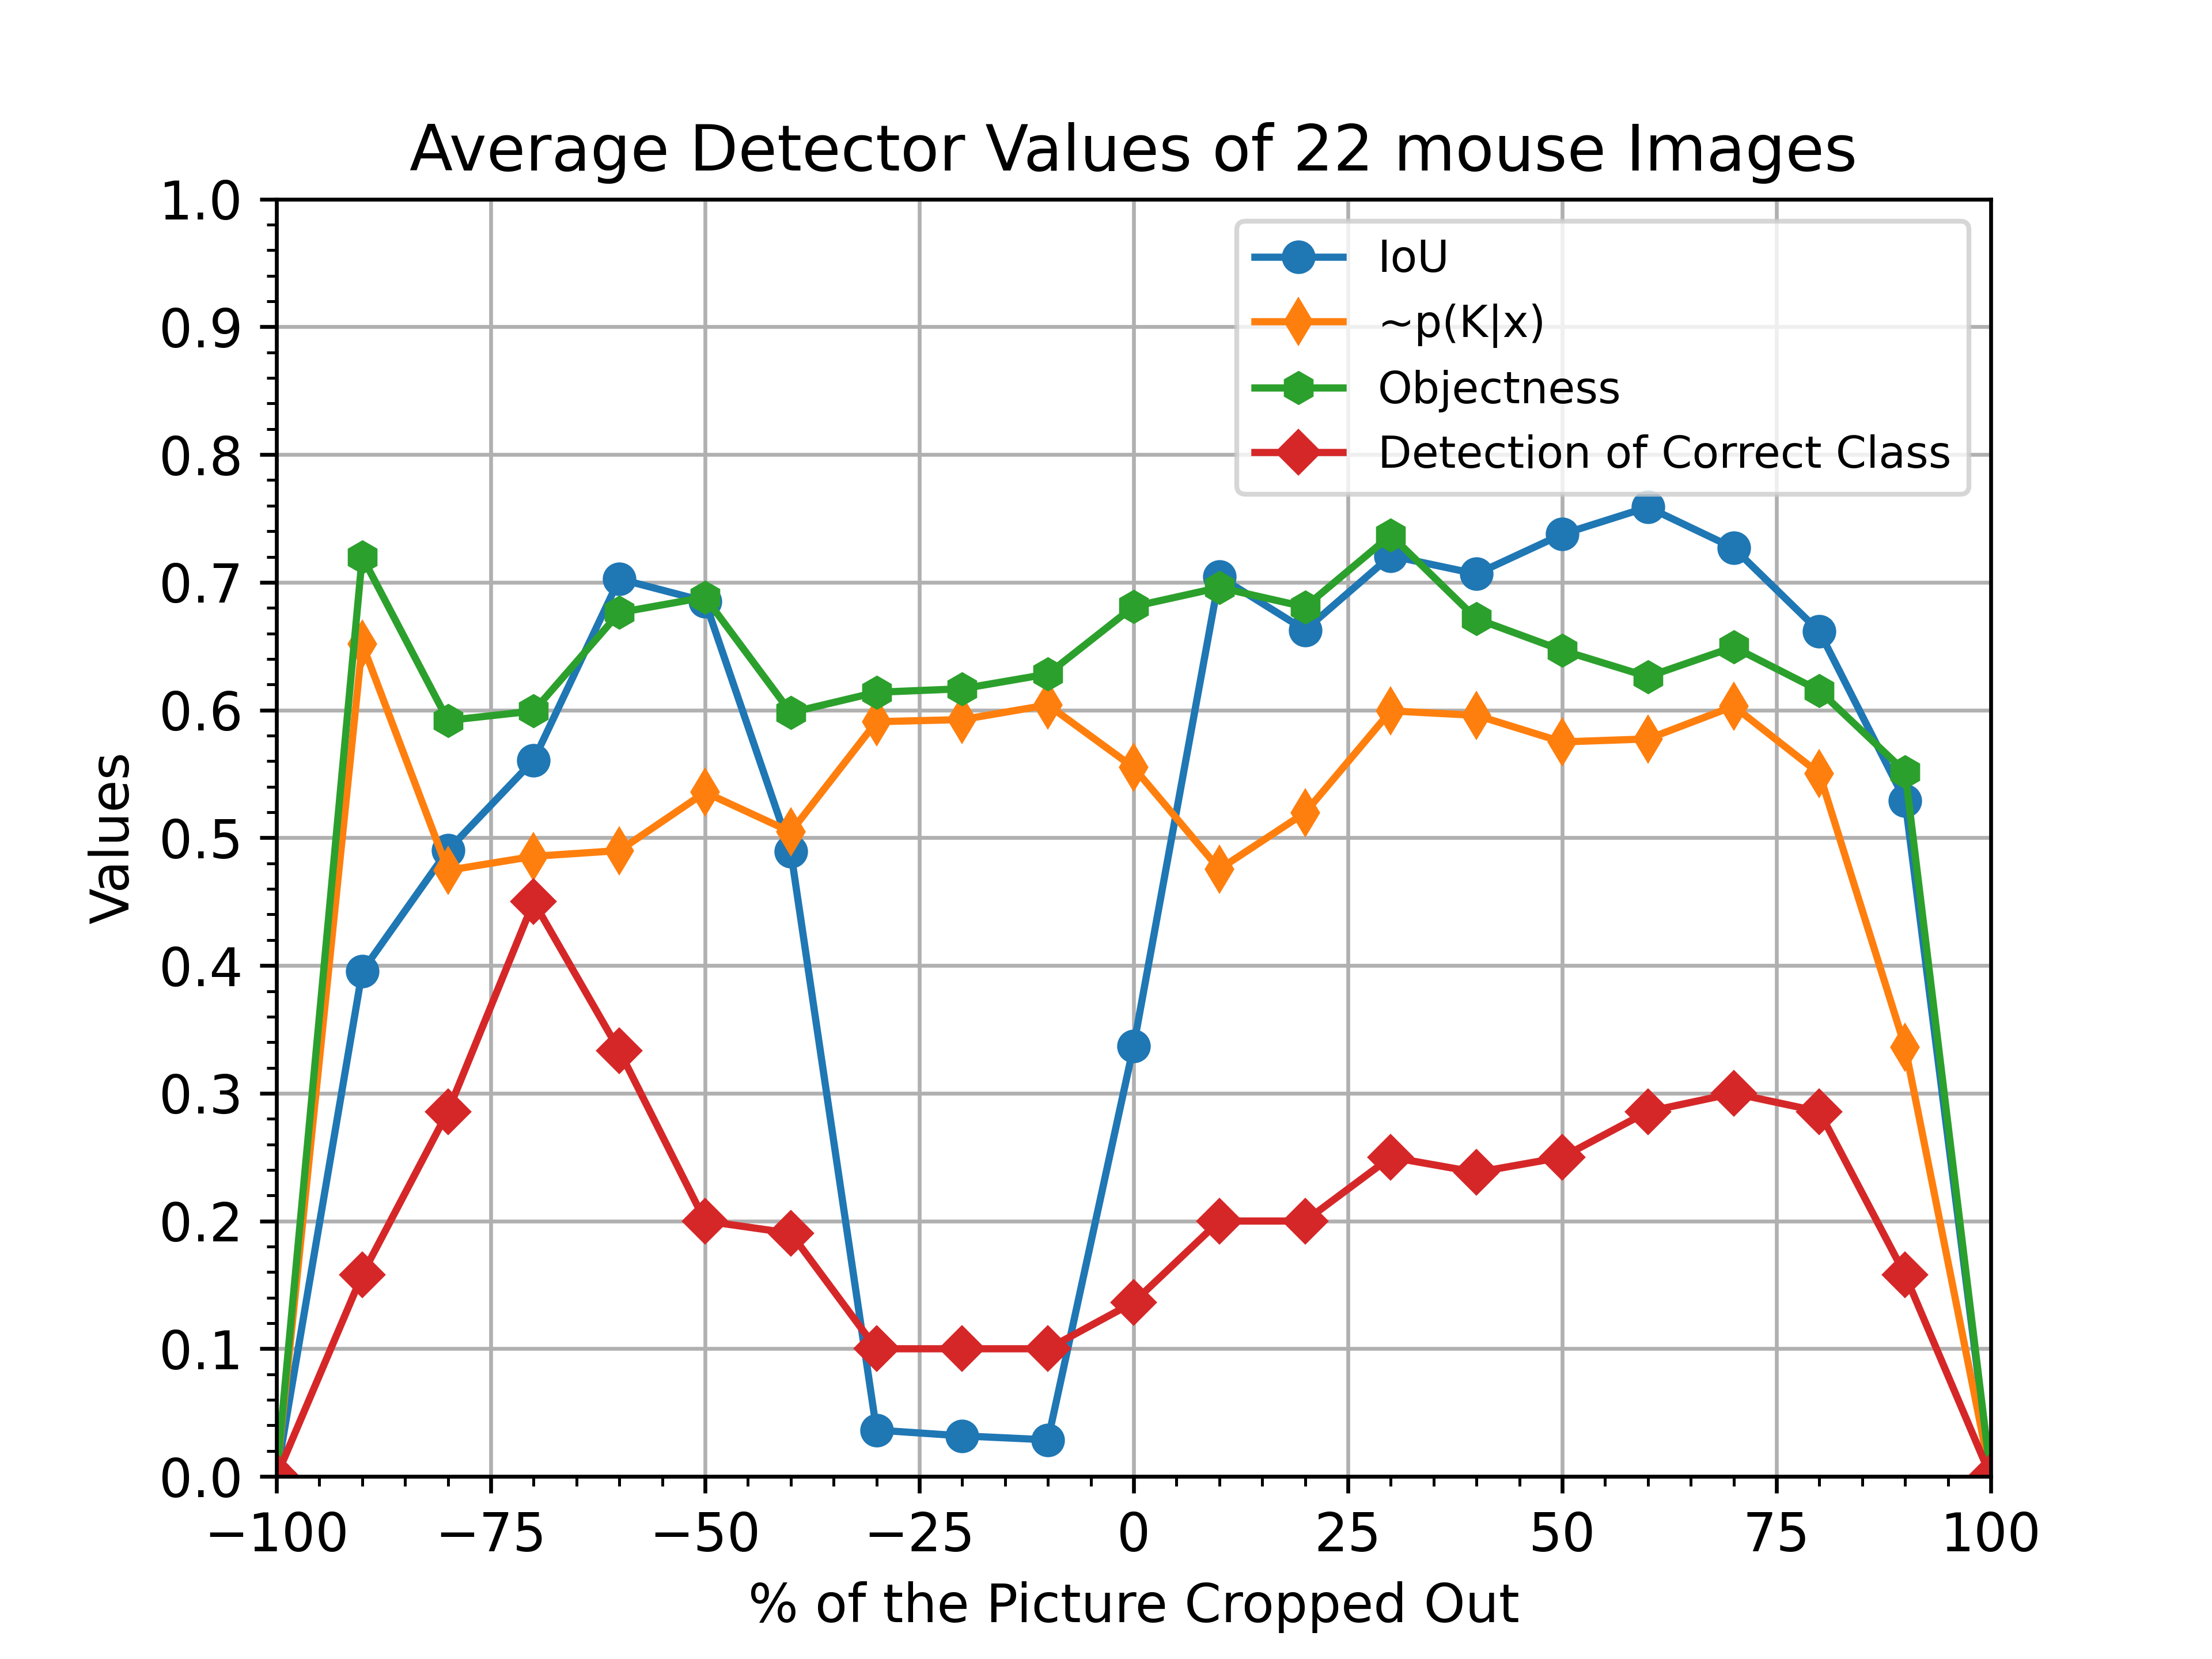 Average Detector Values of 22 mouse Images
1.0
0.9
0.8
0.7
0.6
0.5
0.4
0.3
0.2
0.1
0.0
Values
IoU
~p(K|x)
Objectness
Detection of Correct Class
−100 −75 −50 −25 0 25 50 75 100
% of the Picture Cropped Out